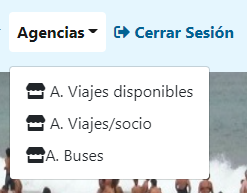 Agencias Cerrar Sesión
A. Viajes disponibles
A. Viajes/socio
A. Buses